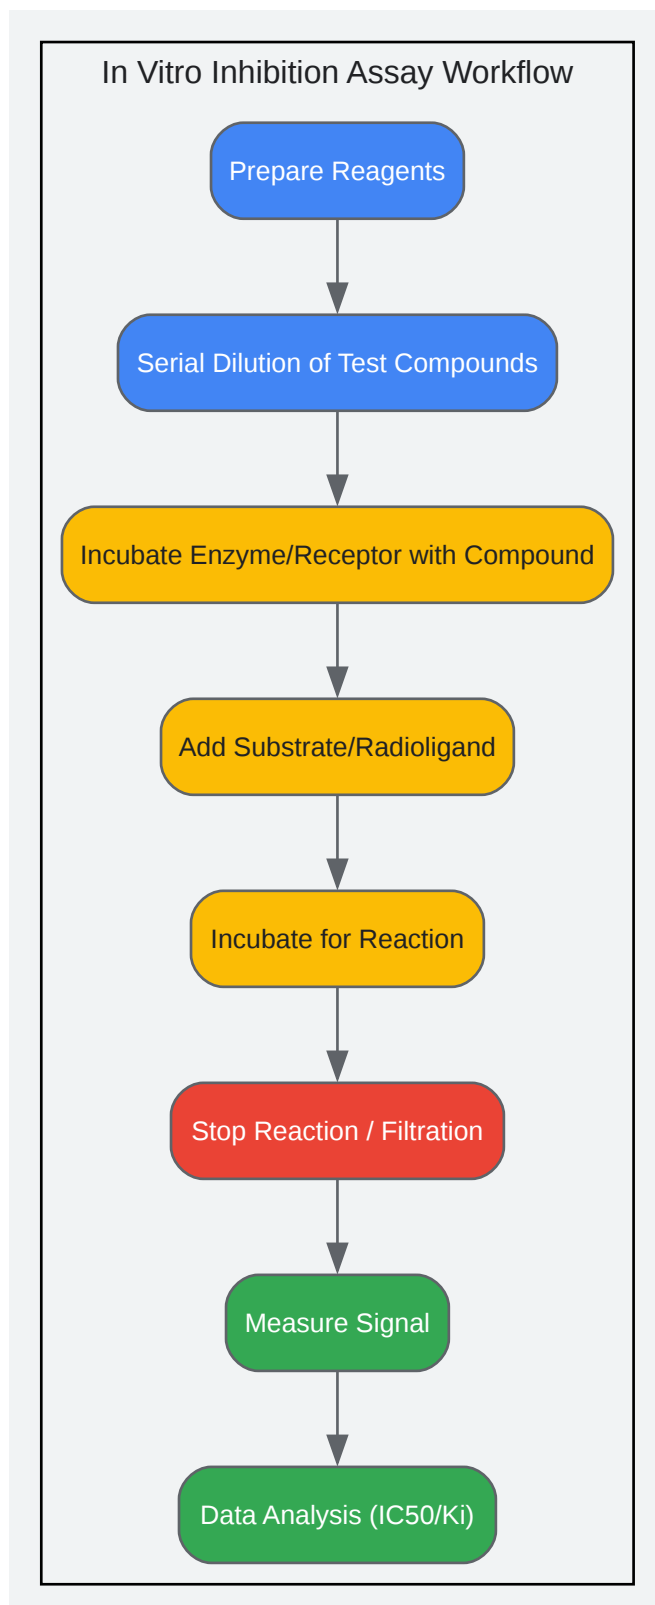 In Vitro Inhibition Assay Workflow
Prepare Reagents
Serial Dilution of Test Compounds
Incubate Enzyme/Receptor with Compound
Add Substrate/Radioligand
Incubate for Reaction
Stop Reaction / Filtration
Measure Signal
Data Analysis (IC50/Ki)